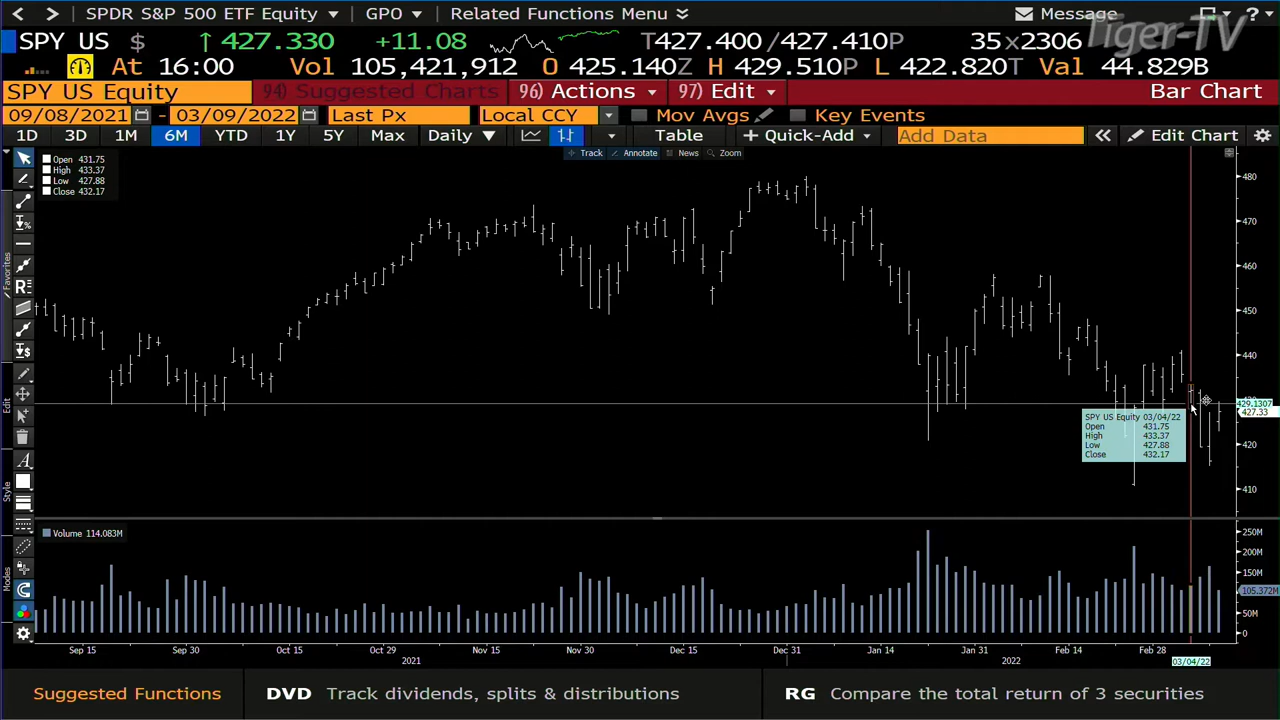 SPDR S&P 500 ETF Equity GPO Related Functions Menu Message ?
Tiger-TV
SPY US $ ↑ 427.330 +11.08 T427.400 /427.410P 35x2306
At 16:00 Vol 105,421,912 O 425.140Z H 429.510P L 422.820T Val 44.829B
SPY US Equity 94) Suggested Charts 96) Actions 97) Edit Bar Chart
09/08/2021 - 03/09/2022 Last Px Local CCY Mov Avgs Key Events
1D 3D 1M 6M YTD 1Y 5Y Max Daily ▼ Table + Quick-Add Add Data « Edit Chart
Track Annotate News Zoom
Open 431.75
High 433.37
Low 427.88
Close 432.17
480
470
460
450
440
429.1307
427.33
420
410
SPY US Equity 03/04/22
Open 431.75
High 433.37
Low 427.88
Close 432.17
Favorites
Edit
Style
Modes
Volume 114.083M
250M
200M
150M
105.372M
50M
0
Sep 15 Sep 30 Oct 15 Oct 29 Nov 15 Nov 30 Dec 15 Dec 31 Jan 14 Jan 31 Feb 14 Feb 28
2021 2022 03/04/22
Suggested Functions DVD Track dividends, splits & distributions RG Compare the total return of 3 securities